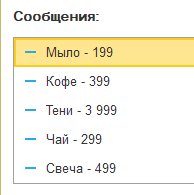 Сообщения:
Мыло - 199
Кофе - 399
Тени - 3 999
Чай - 299
Свеча - 499